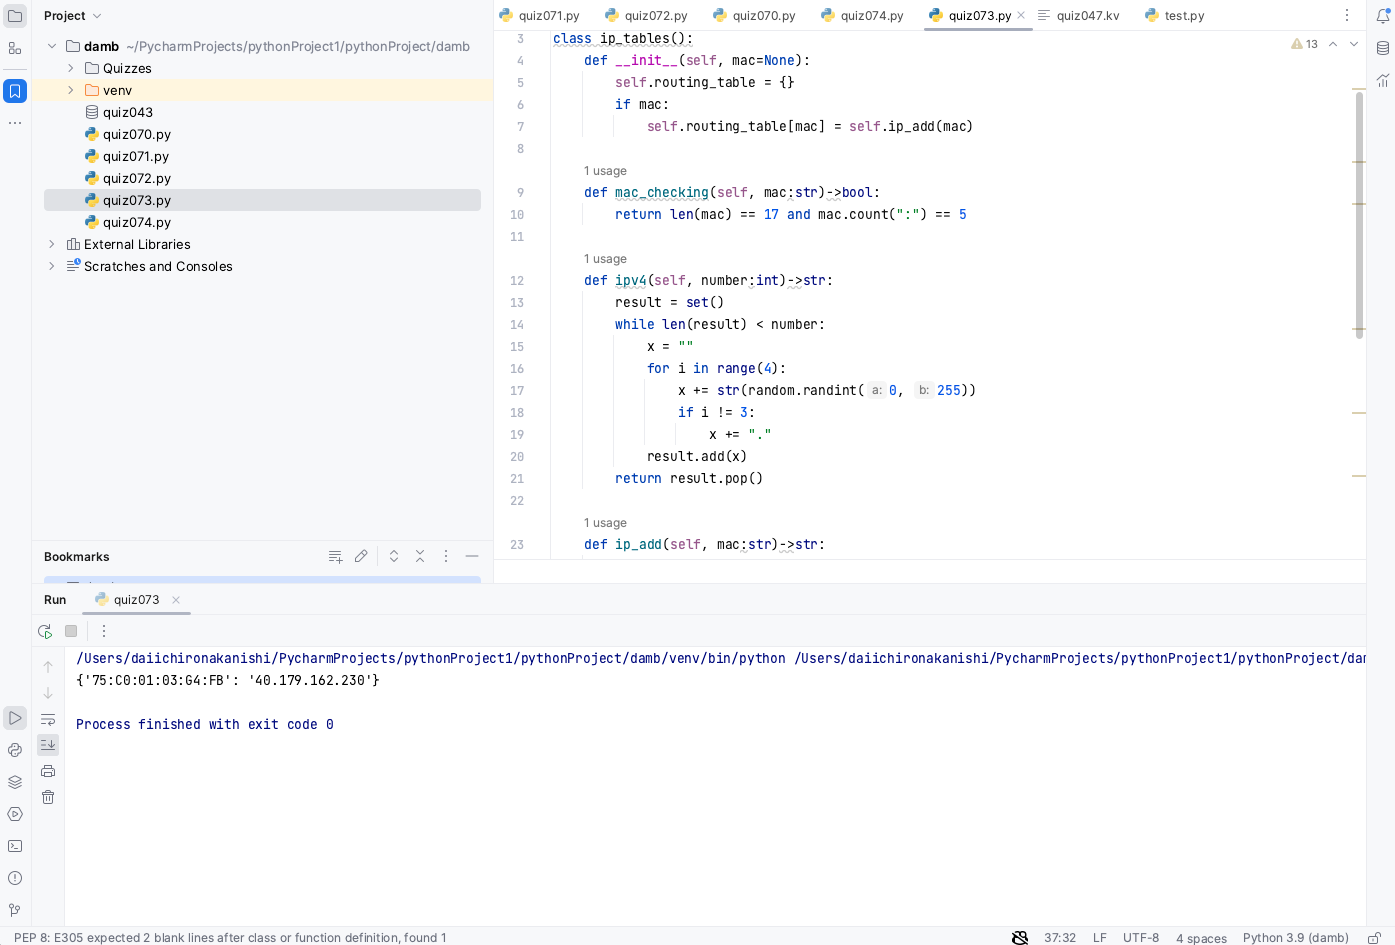 Project
damb ~/PycharmProjects/pythonProject1/pythonProject/damb
Quizzes
venv
quiz043
quiz070.py
quiz071.py
quiz072.py
quiz073.py
quiz074.py
External Libraries
Scratches and Consoles
Bookmarks
quiz071.py quiz072.py quiz070.py quiz074.py quiz073.py quiz047.kv test.py
13
3 class ip_tables():
4 def __init__(self, mac=None):
5 self.routing_table = {}
6 if mac:
7 self.routing_table[mac] = self.ip_add(mac)
8
1 usage
9 def mac_checking(self, mac:str)->bool:
10 return len(mac) == 17 and mac.count(":") == 5
11
1 usage
12 def ipv4(self, number:int)->str:
13 result = set()
14 while len(result) < number:
15 x = ""
16 for i in range(4):
17 x += str(random.randint( a: 0, b: 255))
18 if i != 3:
19 x += "."
20 result.add(x)
21 return result.pop()
22
1 usage
23 def ip_add(self, mac:str)->str:
Run quiz073
/Users/daiichironakanishi/PycharmProjects/pythonProject1/pythonProject/damb/venv/bin/python /Users/daiichironakanishi/PycharmProjects/pythonProject1/pythonProject/dam
{'75:C0:01:03:G4:FB': '40.179.162.230'}
Process finished with exit code 0
PEP 8: E305 expected 2 blank lines after class or function definition, found 1
37:32 LF UTF-8 4 spaces Python 3.9 (damb)